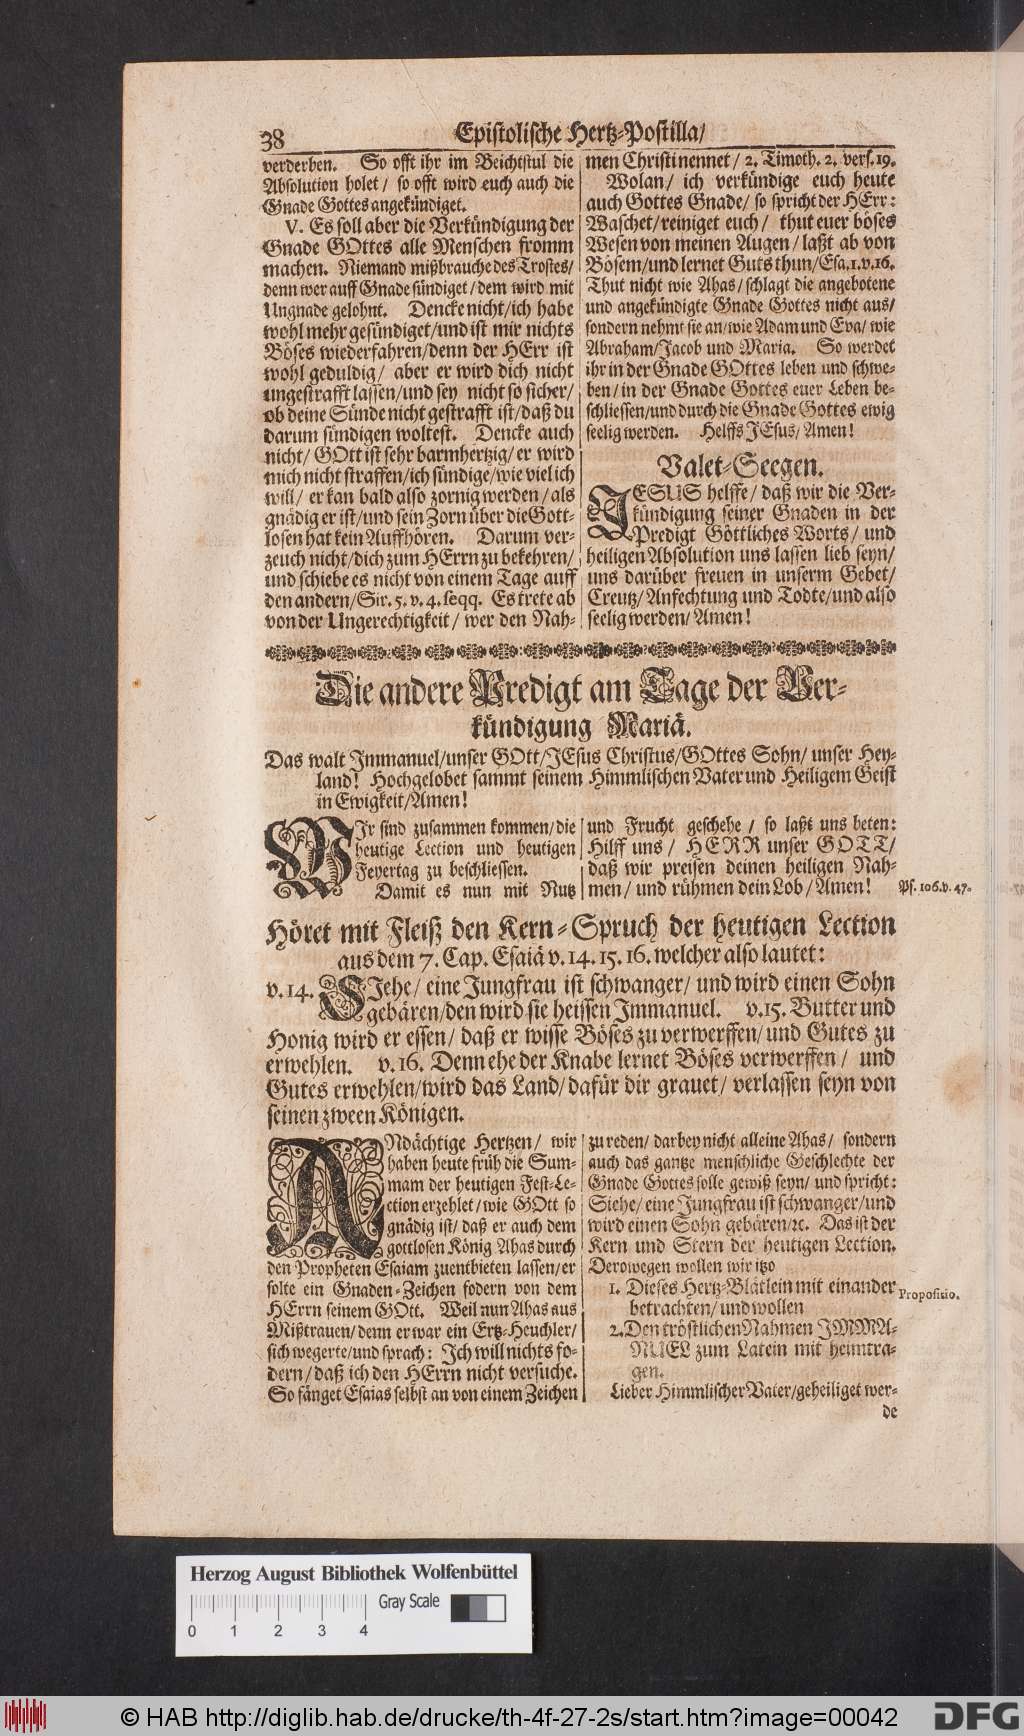 38
Epistolische Hertz-Postilla/
verderben. So offt ihr im Beichtstul die
Absolution holet/ so offt wird euch auch die
Gnade Gottes angekündiget.
V. Es soll aber die Verkündigung der
Gnade GOttes alle Menschen fromm
machen. Niemand mißbrauche des Trostes/
denn wer auff Gnade sündiget/dem wird mit
Ungnade gelohnt. Dencke nicht/ich habe
wohl mehr gesündiget/und ist mir nichts
Böses wiederfahren/denn der HErr ist
wohl geduldig/ aber er wird dich nicht
ungestrafft lassen/und sey nicht so sicher/
ob deine Sünde nicht gestrafft ist/daß du
darum sündigen woltest. Dencke auch
nicht/ GOtt ist sehr barmhertzig/er wird
mich nicht straffen/ich sündige/wie viel ich
will/ er kan bald also zornig werden/als
gnädig er ist/und sein Zorn über die Gott-
losen hat kein Auffhören. Darum ver-
zeuch nicht/dich zum HErrn zu bekehren/
und schiebe es nicht von einem Tage auff
den andern/Sir. 5. v. 4. seqq. Es trete ab
von der Ungerechtigkeit/ wer den Nah-
men Christi nennet/ 2. Timoth. 2. vers. 19.
Wolan/ ich verkündige euch heute
auch Gottes Gnade/ so spricht der HErr:
Waschet/reiniget euch/ thut euer böses
Wesen von meinen Augen/ laßt ab von
Bösem/und lernet Guts thun/Esa. 1. v. 16.
Thut nicht wie Ahas/schlagt die angebotene
und angekündigte Gnade Gottes nicht aus/
sondern nehmt sie an/wie Adam und Eva/ wie
Abraham/Jacob und Maria. So werdet
ihr in der Gnade GOttes leben und schwe-
ben/ in der Gnade Gottes euer Leben be-
schliessen/und durch die Gnade Gottes ewig
seelig werden. Helffs JEsus/ Amen!
Valet-Seegen.
JESUS helffe/ daß wir die Ver-
kündigung seiner Gnaden in der
Predigt Göttliches Worts/ und
heiligen Absolution uns lassen lieb seyn/
uns darüber freuen in unserm Gebet/
Creutz/ Anfechtung und Todte/und also
seelig werden/ Amen!
Die andere Predigt am Tage der Ver-
kündigung Mariä.
Das walt Immanuel/unser GOtt/JEsus Christus/GOttes Sohn/ unser Hey-
land! Hochgelobet sammt seinem Himmlischen Vater und Heiligem Geist
in Ewigkeit/Amen!
WIr sind zusammen kommen/die
heutige Lection und heutigen
Feyertag zu beschliessen.
Damit es nun mit Nutz
und Frucht geschehe/ so laßt uns beten:
Hilff uns/ HERR unser GOTT/
daß wir preisen deinen heiligen Nah-
men/ und rühmen dein Lob/ Amen!
Ps. 106. v. 47.
Höret mit Fleiß den Kern-Spruch der heutigen Lection
aus dem 7. Cap. Esaiä v. 14. 15. 16. welcher also lautet:
v. 14. SJehe/ eine Jungfrau ist schwanger/ und wird einen Sohn
gebären/den wird sie heissen Immanuel. v. 15. Butter und
Honig wird er essen/ daß er wisse Böses zu verwerffen/und Gutes zu
erwehlen. v. 16. Denn ehe der Knabe lernet Böses verwerffen/ und
Gutes erwehlen/wird das Land/dafür dir grauet/ verlassen seyn von
seinen zween Königen.
ANdächtige Hertzen/ wir
haben heute früh die Sum-
mam der heutigen Fest-Le-
ction erzehlet/wie GOtt so
gnädig ist/daß er auch dem
gottlosen König Ahas durch
den Propheten Esaiam zuentbieten lassen/er
solte ein Gnaden-Zeichen fodern von dem
HErrn seinem GOtt. Weil nun Ahas aus
Mißtrauen/denn er war ein Ertz-Heuchler/
sich wegerte/und sprach: Ich will nichts fo-
dern/daß ich den HErrn nicht versuche.
So fänget Esaias selbst an von einem Zeichen
zu reden/ darbey nicht alleine Ahas/ sondern
auch das gantze menschliche Geschlechte der
Gnade Gottes solle gewiß seyn/ und spricht:
Siehe/ eine Jungfrau ist schwanger/und
wird einen Sohn gebären/ꝛc. Das ist der
Kern und Stern der heutigen Lection.
Derowegen wollen wir itzo
1. Dieses Hertz-Blätlein mit einander
betrachten/ und wollen
Propositio.
2. Den tröstlichen Nahmen IMMA-
NUEL zum Latein mit heimtra-
gen.
Lieber Himmlischer Vater/geheiliget wer-
de
Herzog August Bibliothek Wolfenbüttel
Gray Scale
0 1 2 3 4
© HAB http://diglib.hab.de/drucke/th-4f-27-2s/start.htm?image=00042
DFG